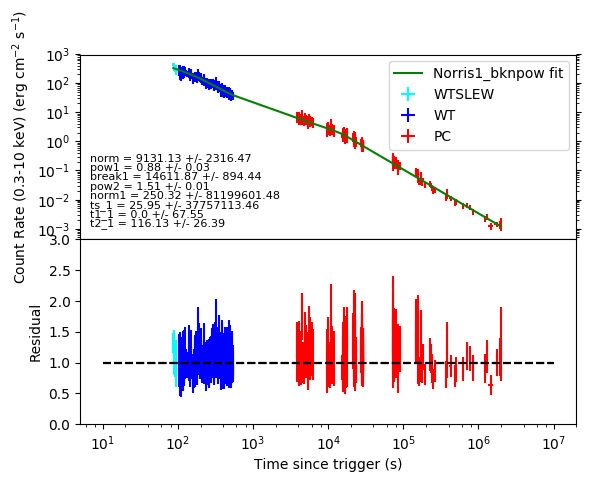 Count Rate (0.3-10 keV) (erg cm⁻² s⁻¹)
10³
10²
10¹
10⁰
10⁻¹
10⁻²
10⁻³
Norris1_bknpow fit
WTSLEW
WT
PC
norm = 9131.13 +/- 2316.47
pow1 = 0.88 +/- 0.03
break1 = 14611.87 +/- 894.44
pow2 = 1.51 +/- 0.01
norm1 = 250.32 +/- 81199601.48
ts_1 = 25.95 +/- 37757113.46
t1_1 = 0.0 +/- 67.55
t2_1 = 116.13 +/- 26.39
Residual
3.0
2.5
2.0
1.5
1.0
0.5
0.0
10¹ 10² 10³ 10⁴ 10⁵ 10⁶ 10⁷
Time since trigger (s)